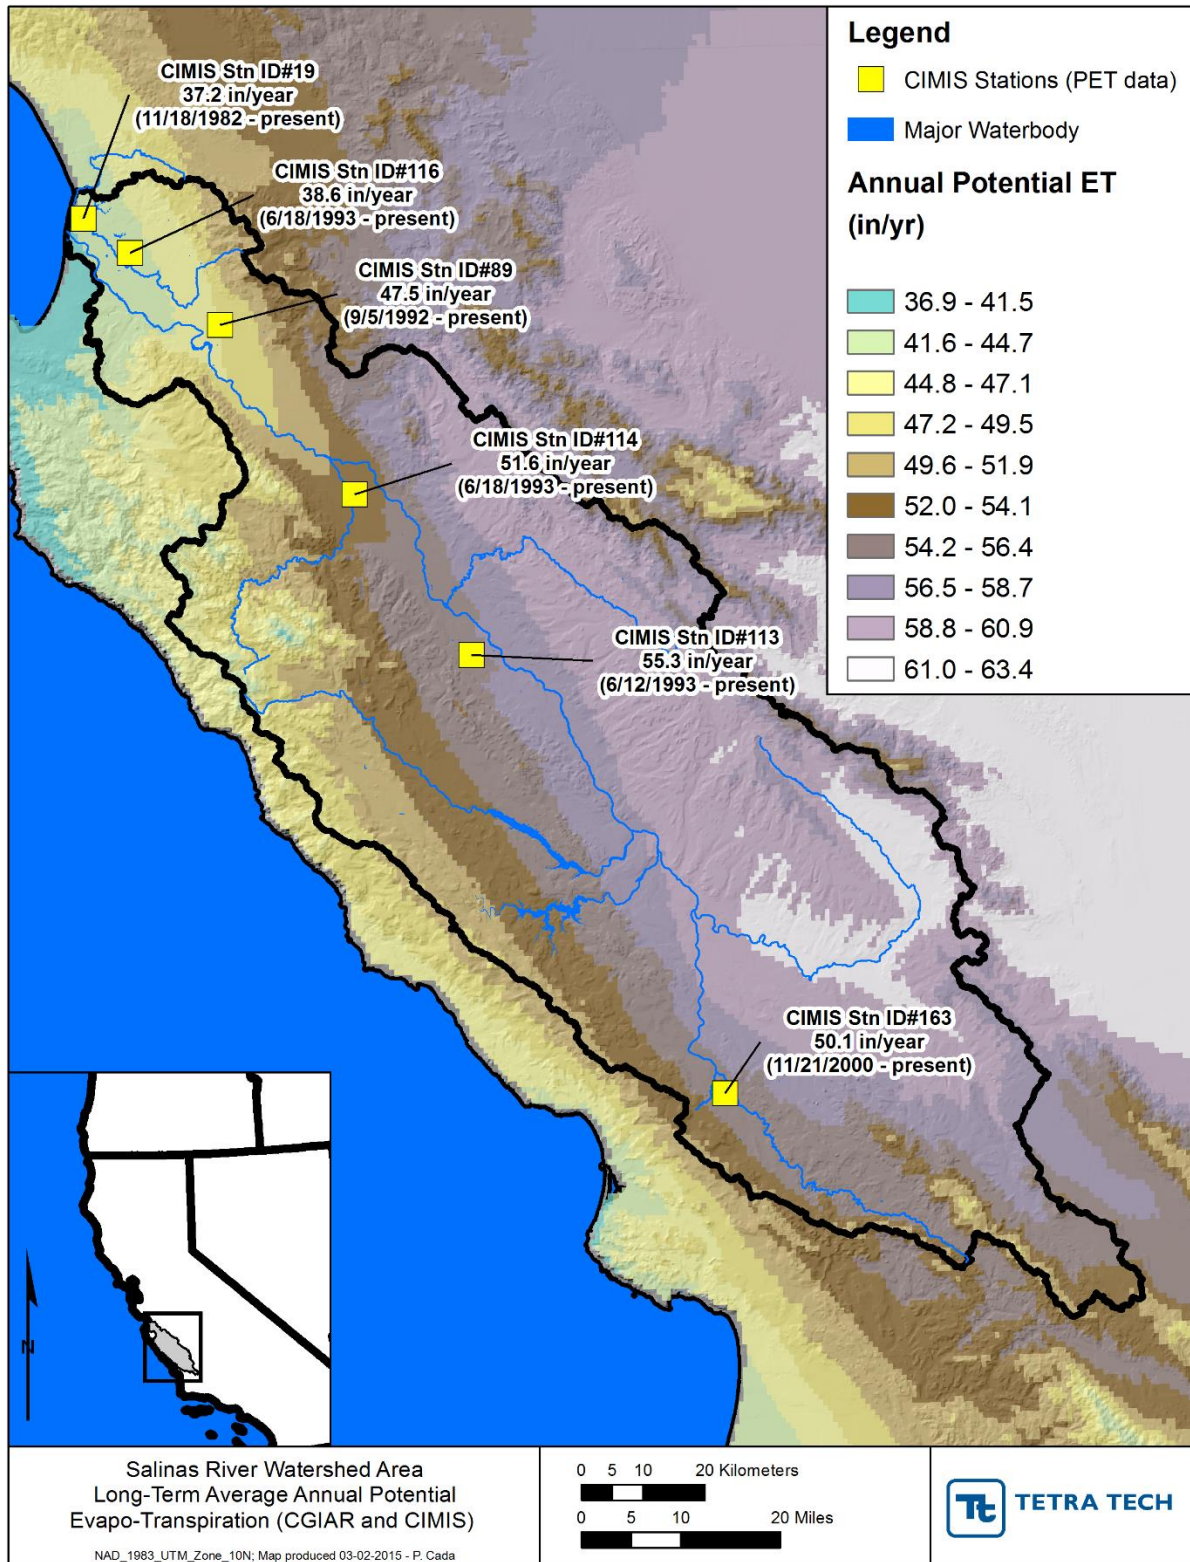 CIMIS Stn ID#19
37.2 in/year
(11/18/1982 - present)
CIMIS Stn ID#116
38.6 in/year
(6/18/1993 - present)
CIMIS Stn ID#89
47.5 in/year
(9/5/1992 - present)
CIMIS Stn ID#114
51.6 in/year
(6/18/1993 - present)
CIMIS Stn ID#113
55.3 in/year
(6/12/1993 - present)
CIMIS Stn ID#163
50.1 in/year
(11/21/2000 - present)
Legend
CIMIS Stations (PET data)
Major Waterbody
Annual Potential ET
(in/yr)
36.9 - 41.5
41.6 - 44.7
44.8 - 47.1
47.2 - 49.5
49.6 - 51.9
52.0 - 54.1
54.2 - 56.4
56.5 - 58.7
58.8 - 60.9
61.0 - 63.4
N
Salinas River Watershed Area
Long-Term Average Annual Potential
Evapo-Transpiration (CGIAR and CIMIS)
NAD_1983_UTM_Zone_10N; Map produced 03-02-2015 - P. Cada
0 5 10 20 Kilometers
0 5 10 20 Miles
Tt TETRA TECH